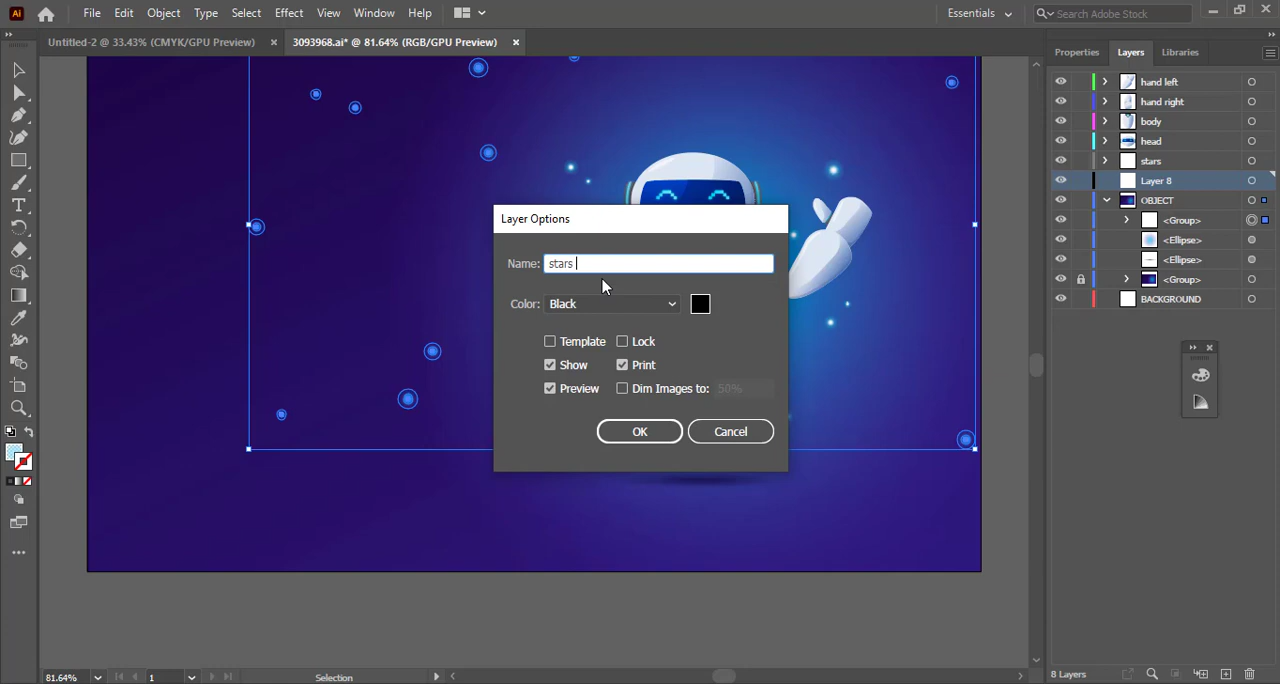 Ai File Edit Object Type Select Effect View Window Help Essentials Search Adobe Stock
Untitled-2 @ 33.43% (CMYK/GPU Preview) 3093968.ai* @ 81.64% (RGB/GPU Preview)
Properties Layers Libraries
hand left
hand right
body
head
stars
Layer 8
OBJECT
<Group>
<Ellipse>
<Ellipse>
<Group>
BACKGROUND
Layer Options
Name: stars
Color: Black
Template Lock
Show Print
Preview Dim Images to: 50%
OK Cancel
81.64% 1 Selection 8 Layers